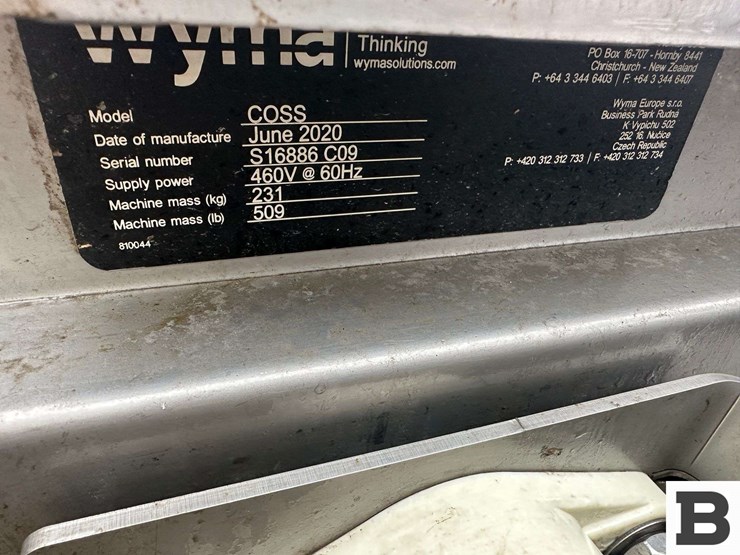 wyma
Thinking
wymasolutions.com
PO Box 16-707 - Hornby 8441
Christchurch - New Zealand
P: +64 3 344 6403 | F: +64 3 344 6407
Wyma Europe s.r.o.
Business Park Rudná
K Vypichu 502
252 16. Nučice
Czech Republic
P: +420 312 312 733 | F: +420 312 312 734
Model COSS
Date of manufacture June 2020
Serial number S16886 C09
Supply power 460V @ 60Hz
Machine mass (kg) 231
Machine mass (lb) 509
810044
B